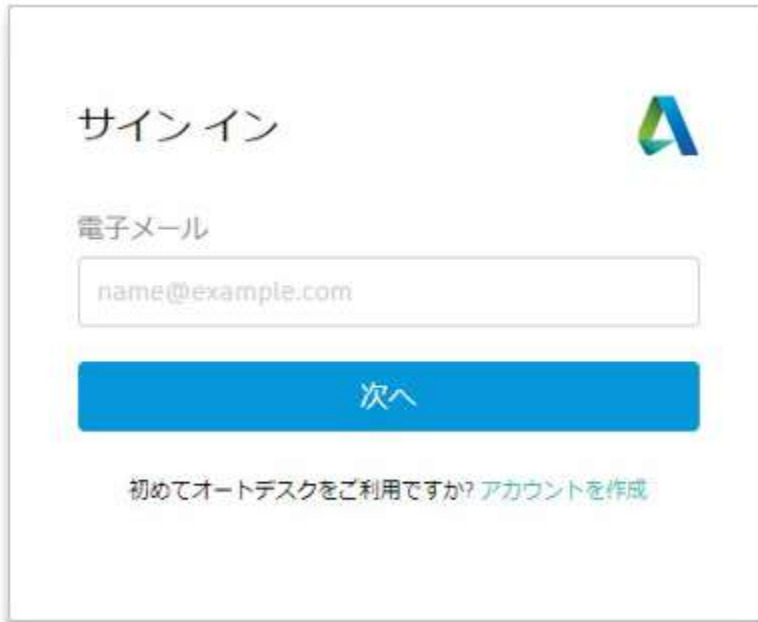 サイン イン
電子メール
name@example.com
次へ
初めてオートデスクをご利用ですか? アカウントを作成